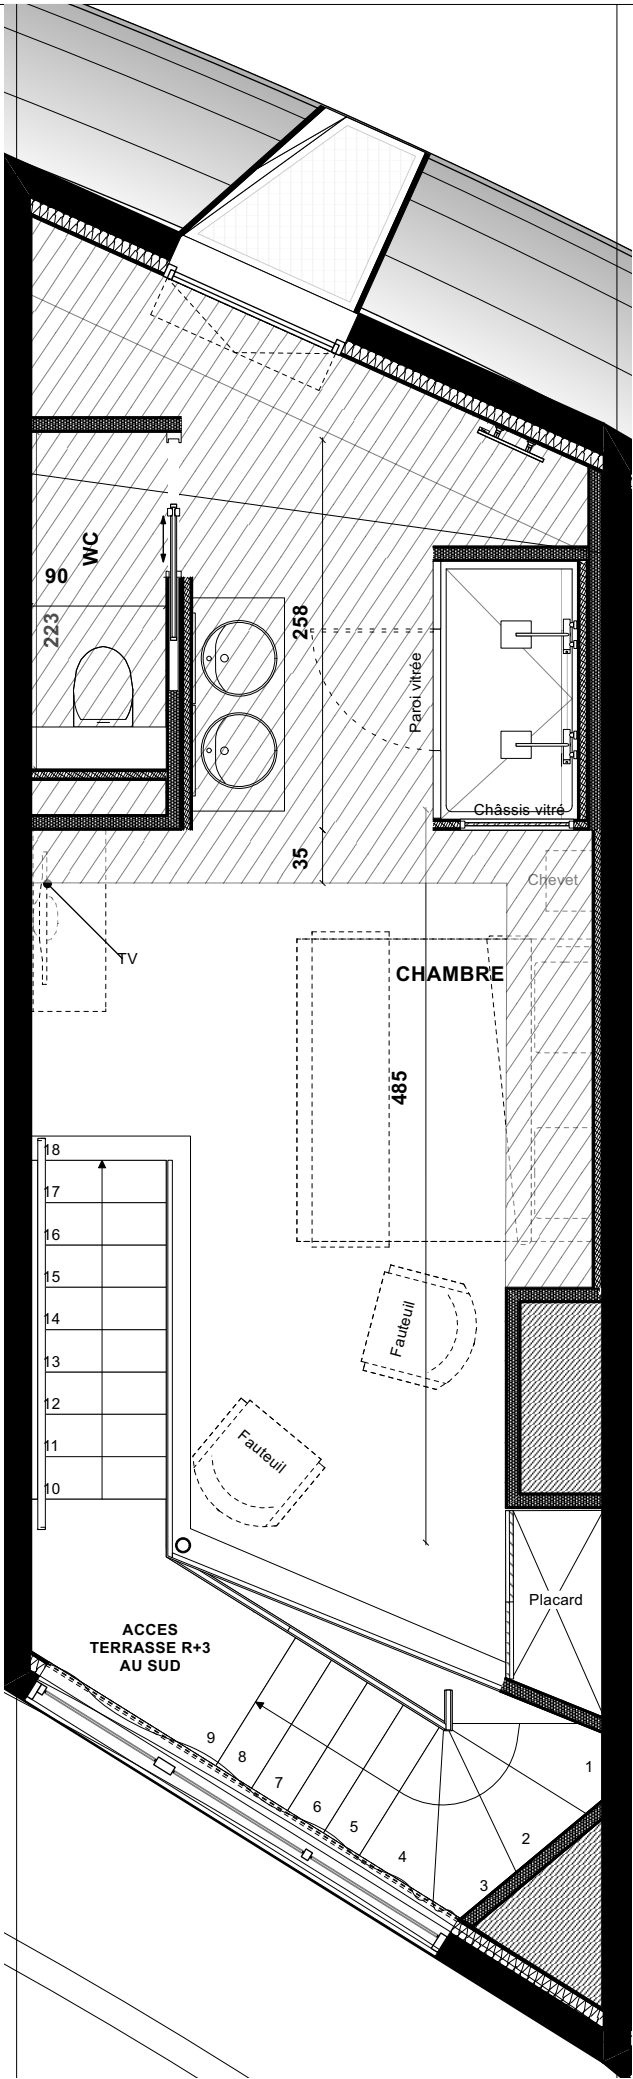 WC
90
223
258
Paroi vitrée
Châssis vitré
35
Chevet
TV
CHAMBRE
485
18
17
16
15
14
13
12
11
10
Fauteuil
Fauteuil
Placard
ACCES
TERRASSE R+3
AU SUD
9
8
7
6
5
4
3
2
1